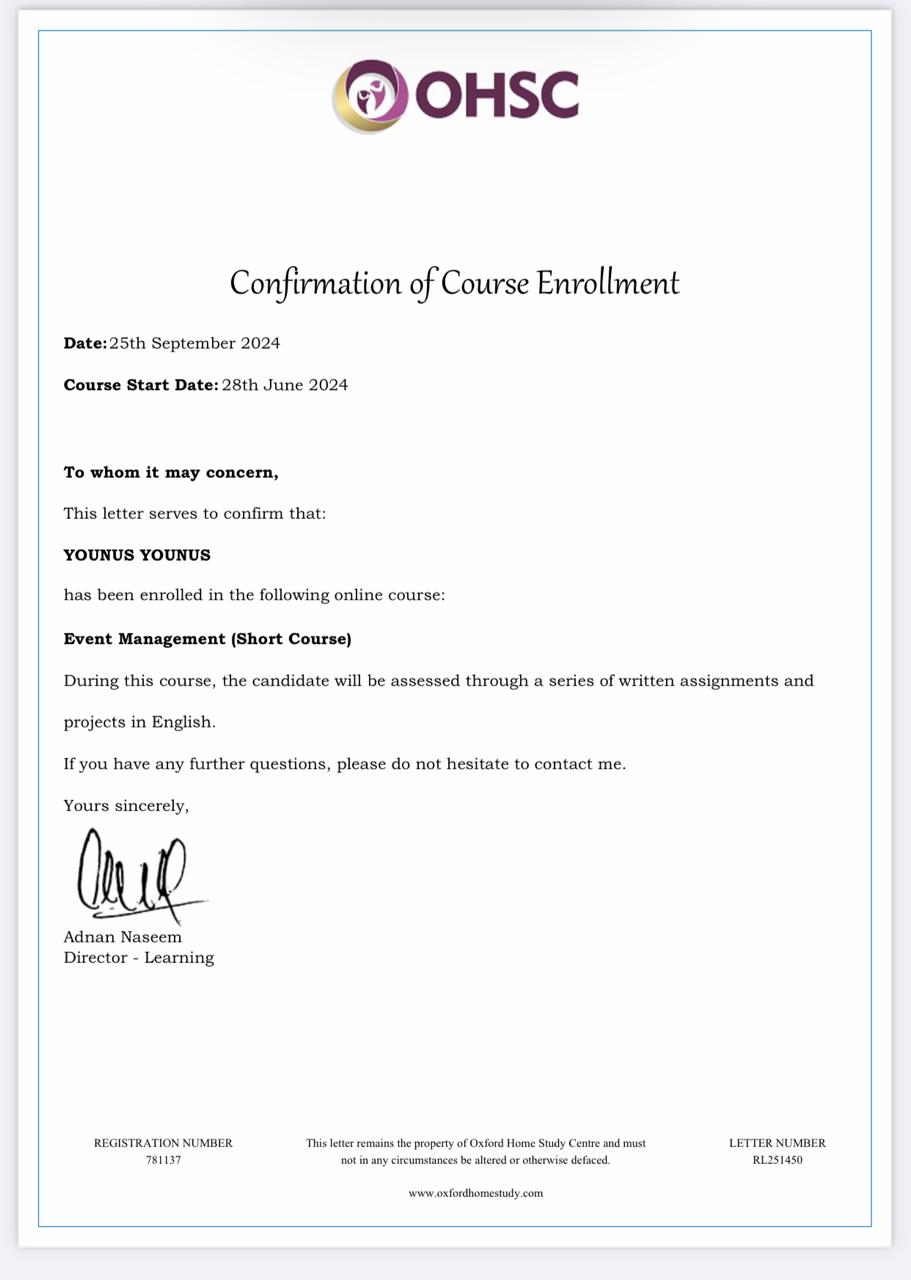 OHSC
Confirmation of Course Enrollment
Date: 25th September 2024
Course Start Date: 28th June 2024
To whom it may concern,
This letter serves to confirm that:
YOUNUS YOUNUS
has been enrolled in the following online course:
Event Management (Short Course)
During this course, the candidate will be assessed through a series of written assignments and
projects in English.
If you have any further questions, please do not hesitate to contact me.
Yours sincerely,
Adnan Naseem
Director - Learning
REGISTRATION NUMBER
781137
This letter remains the property of Oxford Home Study Centre and must
not in any circumstances be altered or otherwise defaced.
www.oxfordhomestudy.com
LETTER NUMBER
RL251450